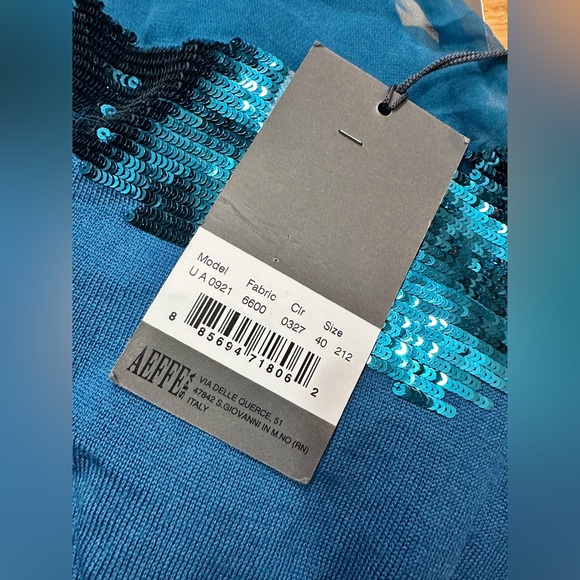 Model Fabric Clr Size
U A 0921 6600 0327 40 212
8 85694 71806 2
AEFFE S.P.A.
VIA DELLE QUERCE, 51
47842 S.GIOVANNI IN M.NO (RN)
ITALY